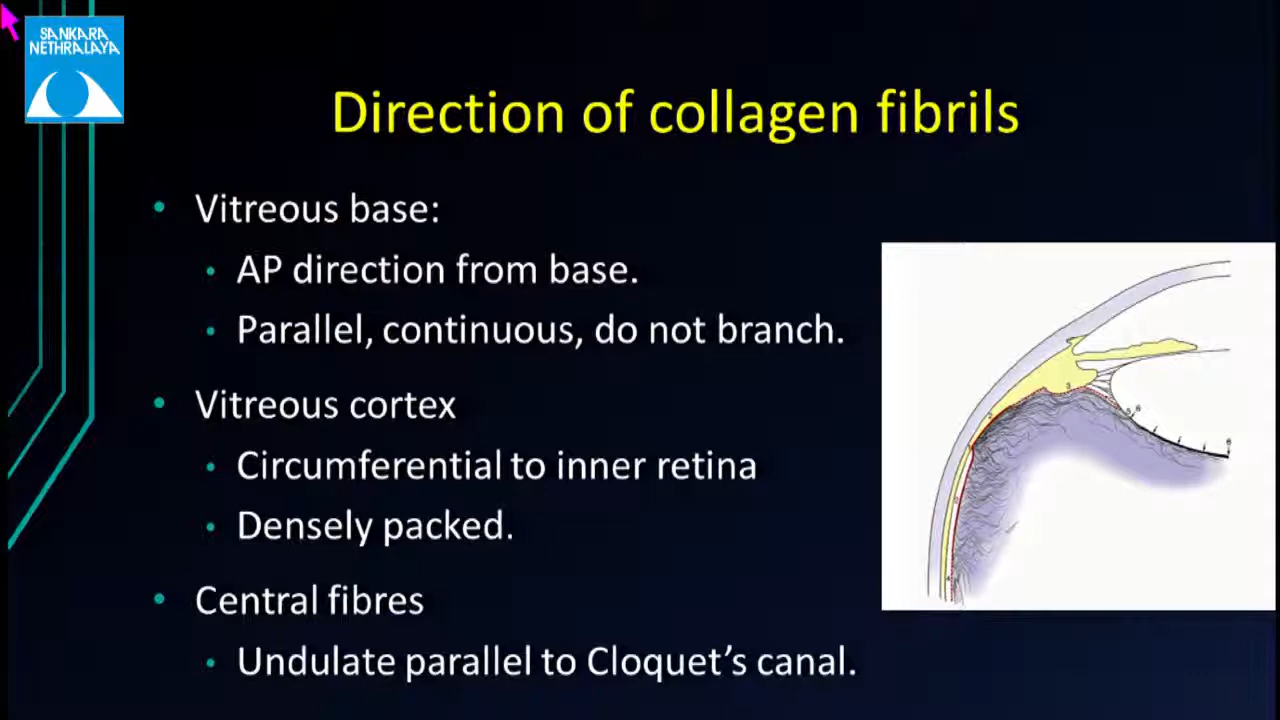 SANKARA
NETHRALAYA
Direction of collagen fibrils
• Vitreous base:
• AP direction from base.
• Parallel, continuous, do not branch.
• Vitreous cortex
• Circumferential to inner retina
• Densely packed.
• Central fibres
• Undulate parallel to Cloquet's canal.